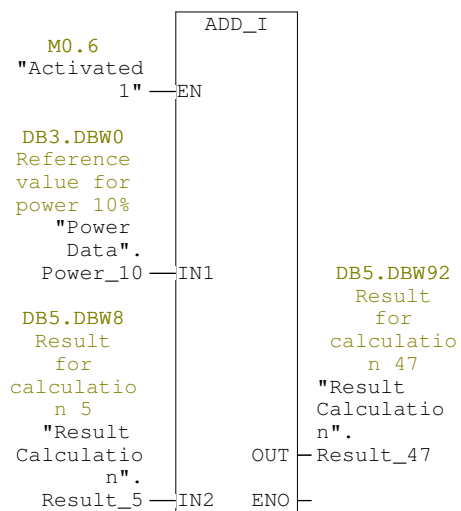 ADD_I
M0.6
"Activated
1"
EN
DB3.DBW0
Reference
value for
power 10%
"Power
Data".
Power_10
IN1
DB5.DBW8
Result
for
calculatio
n 5
"Result
Calculatio
n".
Result_5
IN2
DB5.DBW92
Result
for
calculatio
n 47
"Result
Calculatio
n".
OUT
Result_47
ENO